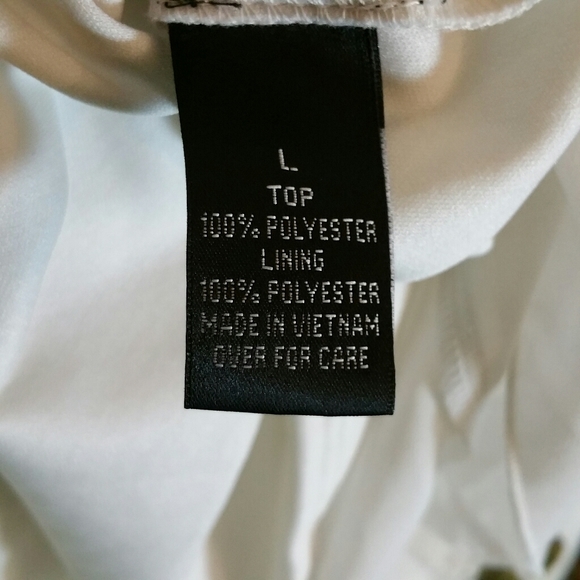 L
TOP
100% POLYESTER
LINING
100% POLYESTER
MADE IN VIETNAM
OVER FOR CARE